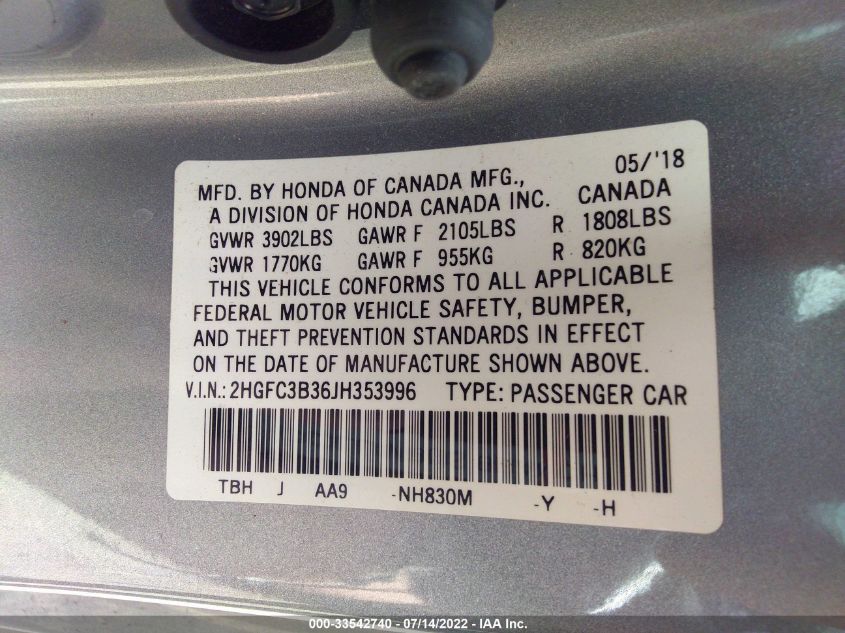 05/'18
MFD. BY HONDA OF CANADA MFG.,
A DIVISION OF HONDA CANADA INC. CANADA
GVWR 3902LBS GAWR F 2105LBS R 1808LBS
GVWR 1770KG GAWR F 955KG R 820KG
THIS VEHICLE CONFORMS TO ALL APPLICABLE
FEDERAL MOTOR VEHICLE SAFETY, BUMPER,
AND THEFT PREVENTION STANDARDS IN EFFECT
ON THE DATE OF MANUFACTURE SHOWN ABOVE.
V.I.N.: 2HGFC3B36JH353996 TYPE: PASSENGER CAR
TBH J AA9 -NH830M -Y -H
000-33542740 - 07/14/2022 - IAA Inc.